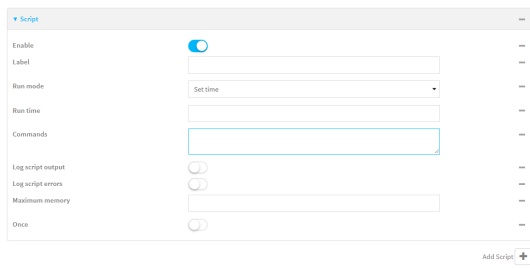 ▼ Script
Enable
Label
Run mode
Set time
Run time
Commands
Log script output
Log script errors
Maximum memory
Once
Add Script